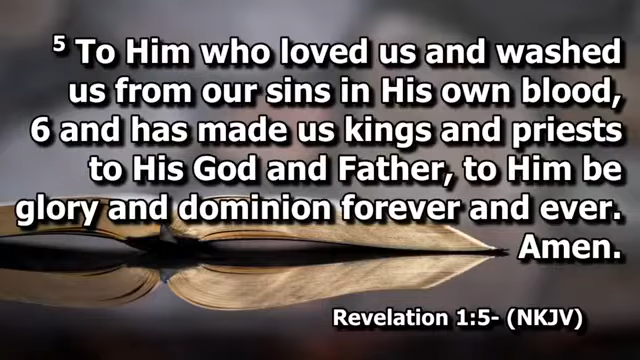 5 To Him who loved us and washed
us from our sins in His own blood,
6 and has made us kings and priests
to His God and Father, to Him be
glory and dominion forever and ever.
Amen.
Revelation 1:5- (NKJV)